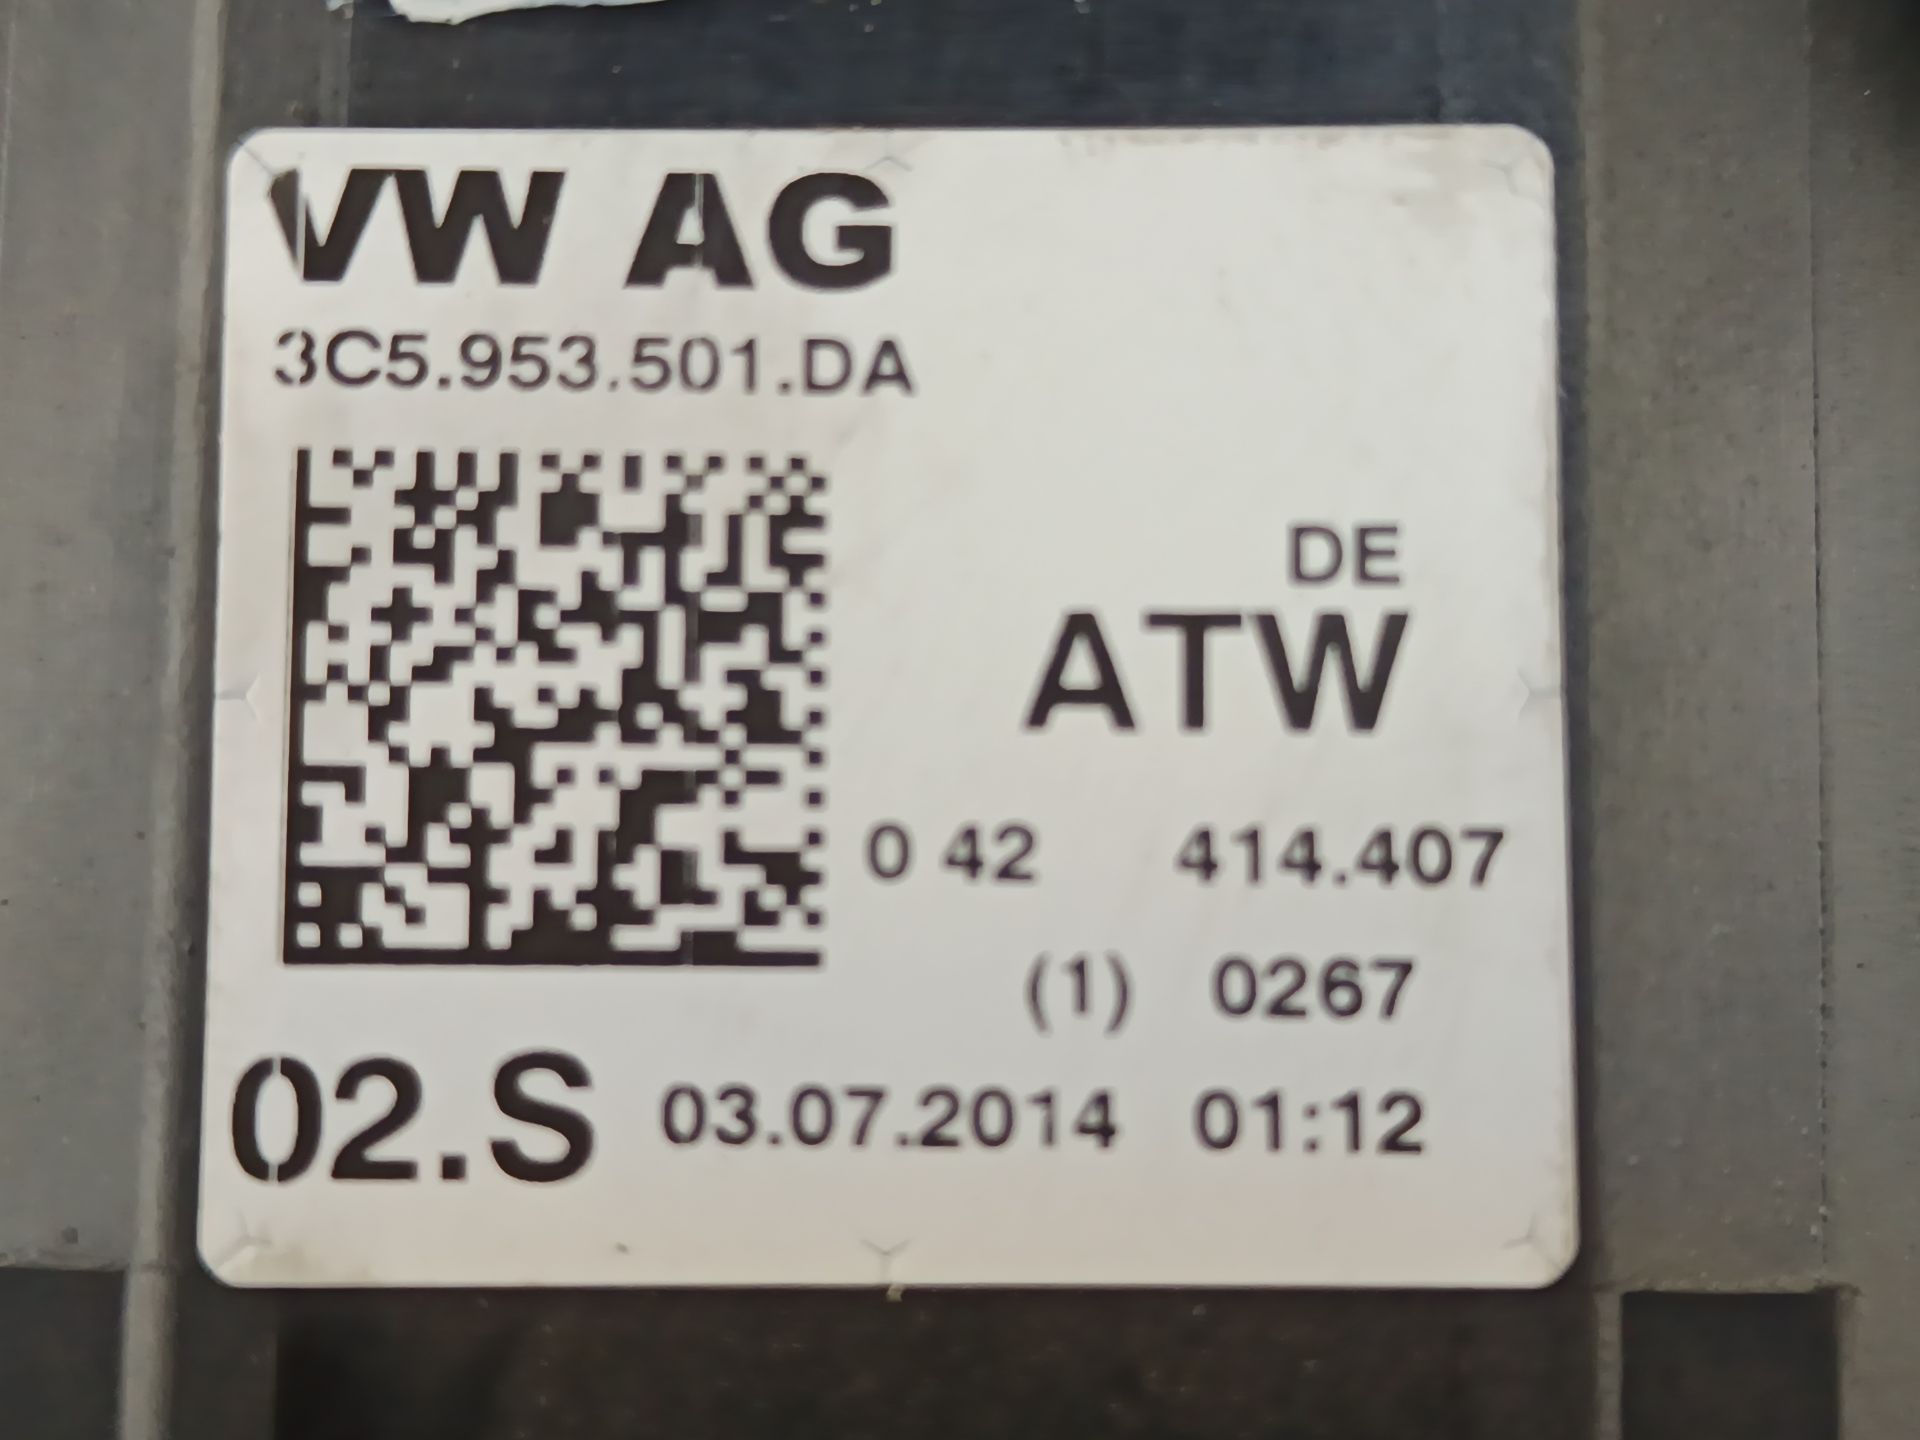 VW AG
3C5.953.501.DA
DE
ATW
0 42 414.407
(1) 0267
02.S 03.07.2014 01:12